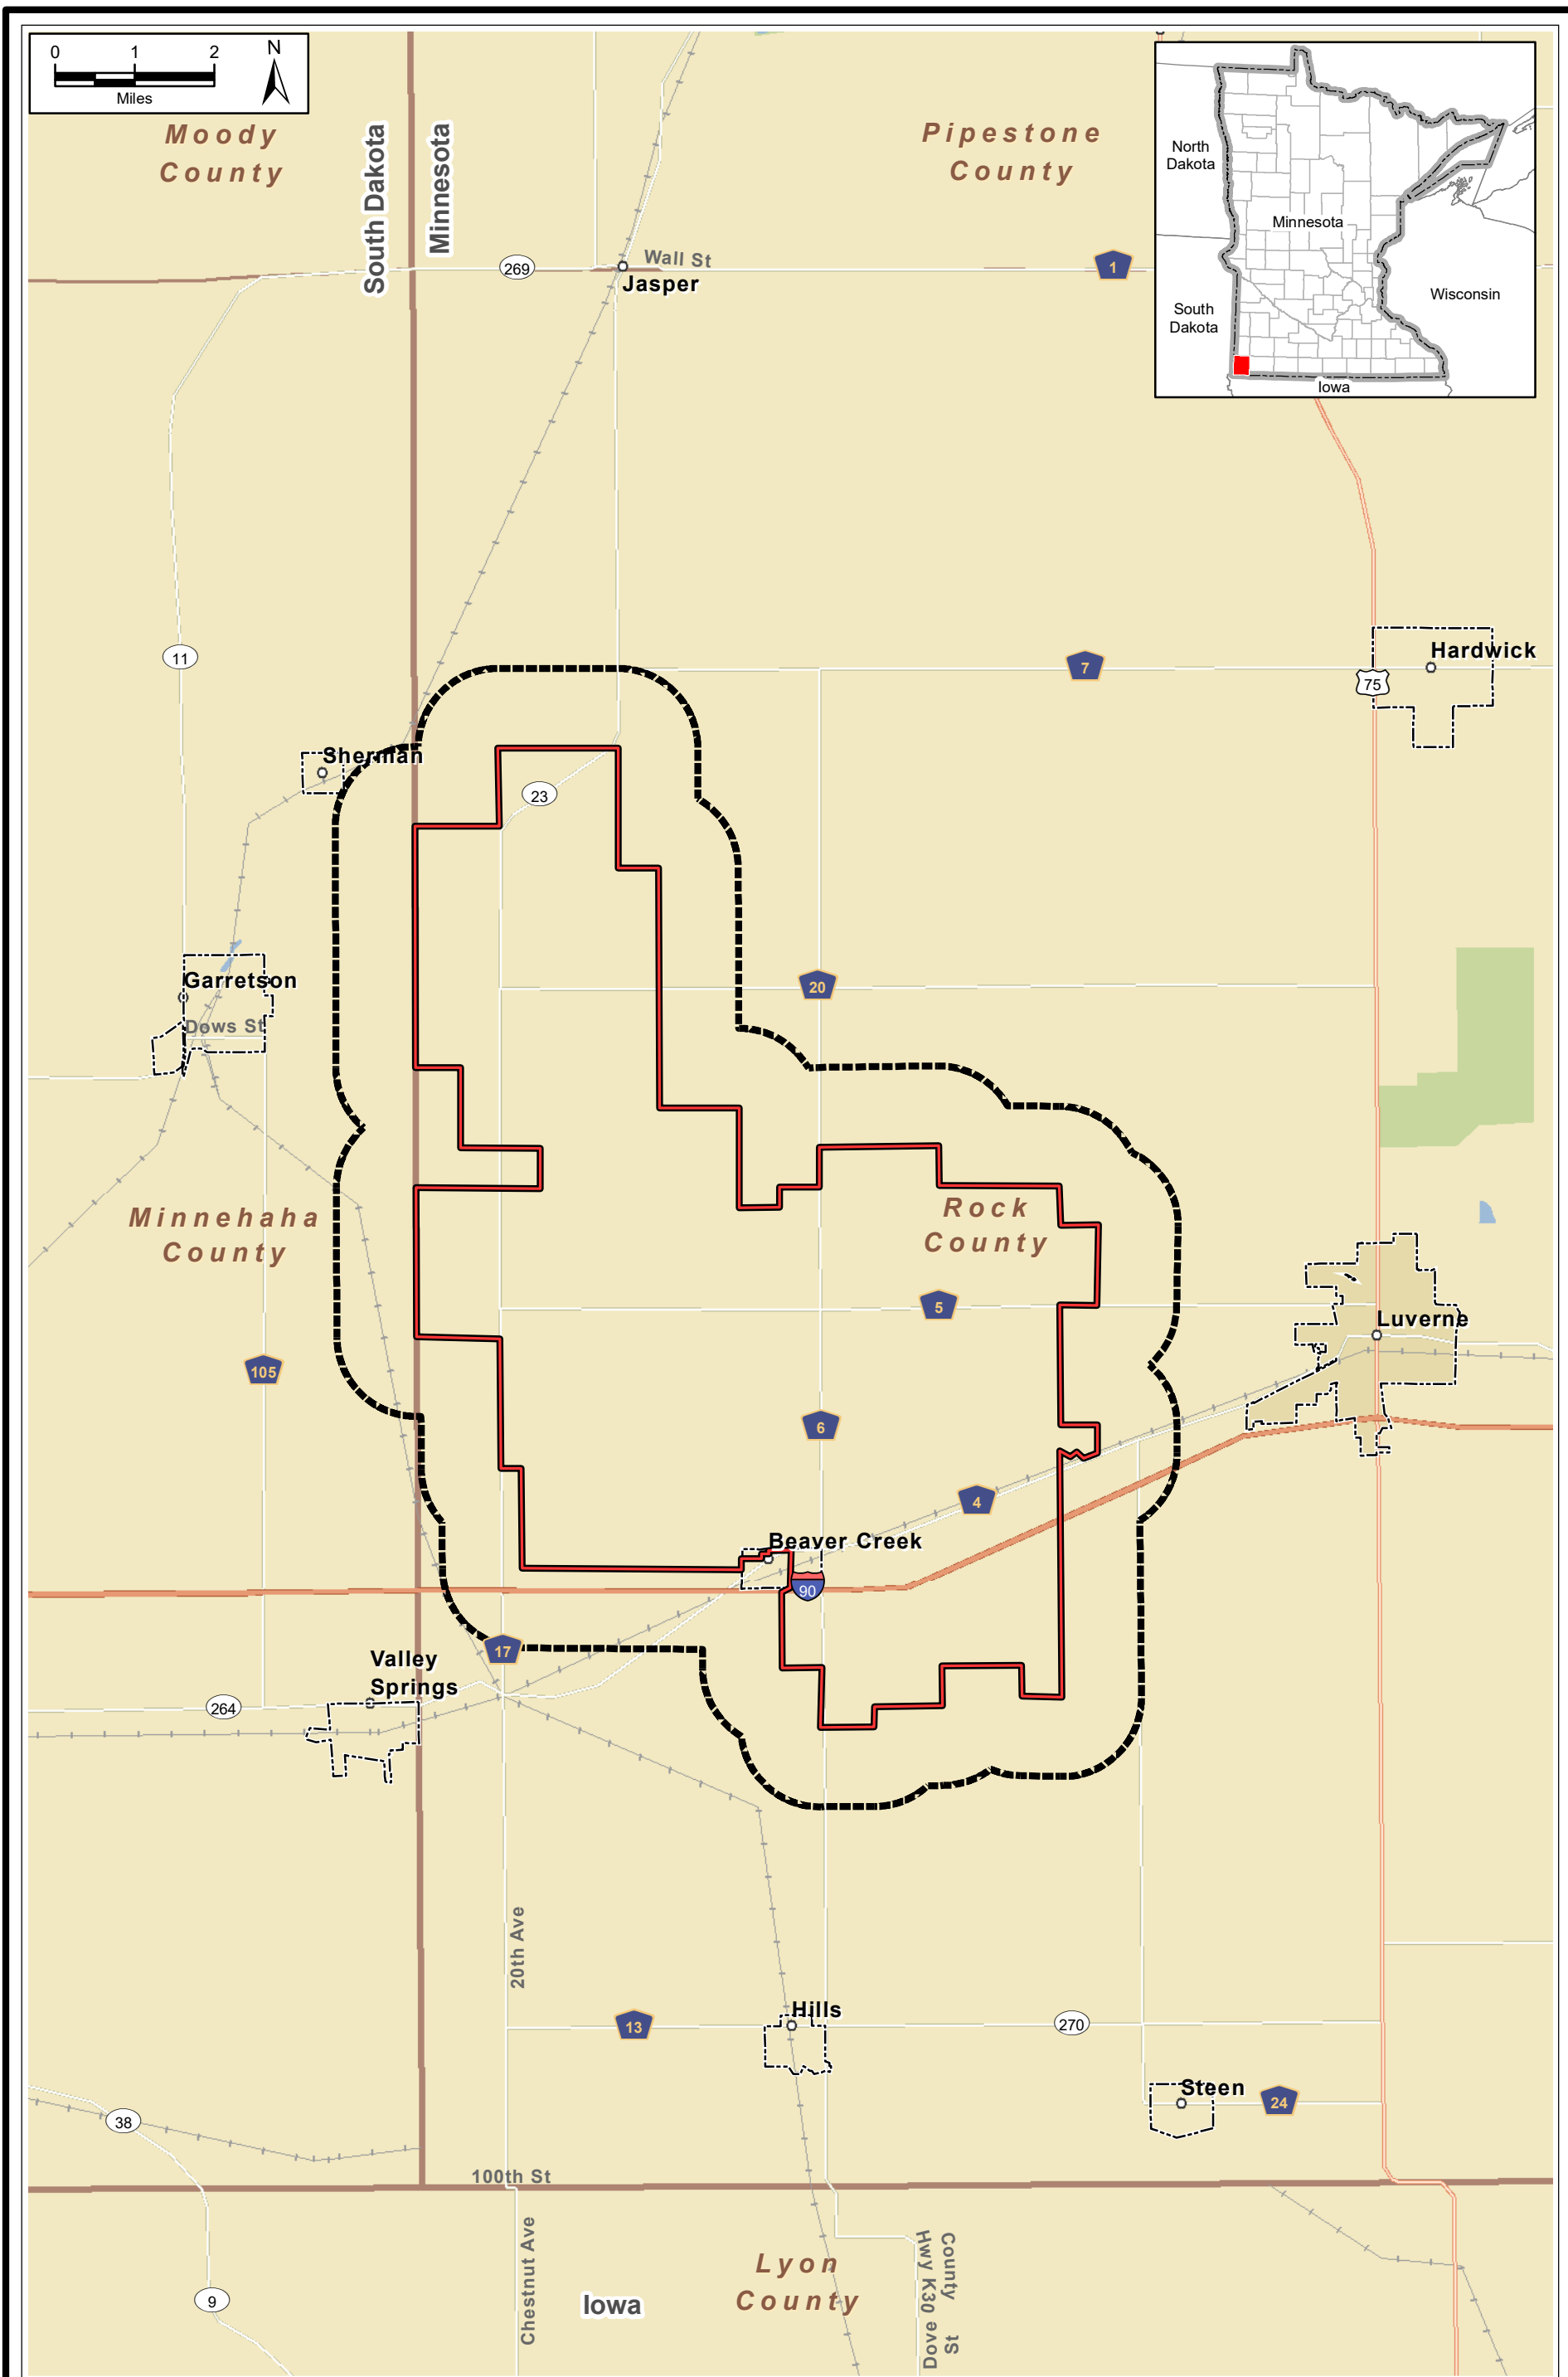 0 1 2
Miles
N
Moody
County
South Dakota
Minnesota
Pipestone
County
North
Dakota
Minnesota
South
Dakota
Wisconsin
Iowa
269
Wall St
Jasper
1
11
7
Hardwick
75
Sherman
23
Garretson
Dows St
20
Minnehaha
County
Rock
County
5
Luverne
105
6
4
Beaver Creek
90
17
Valley
Springs
264
20th Ave
Hills
13
270
Steen
24
38
100th St
Chestnut Ave
Lyon
County
Iowa
County
Hwy K30
Dove
St
9